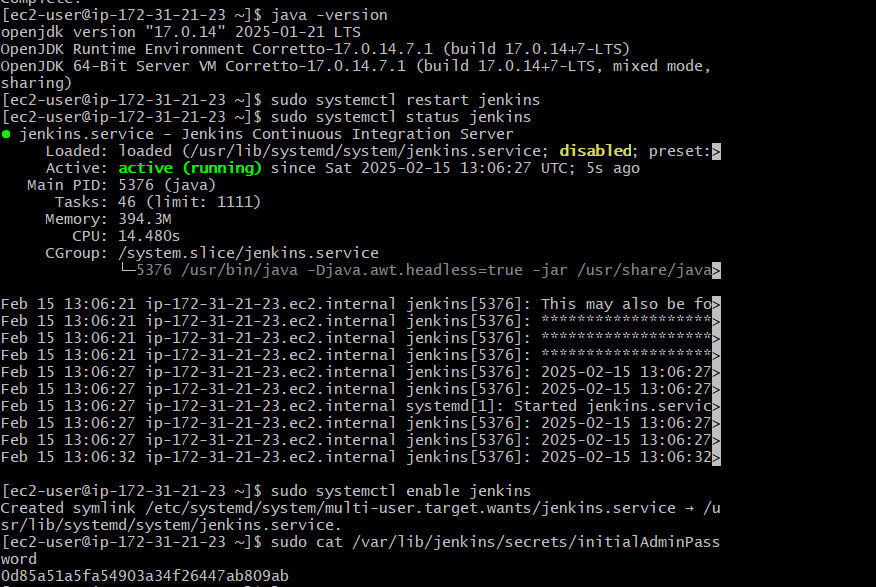 [ec2-user@ip-172-31-21-23 ~]$ java -version
openjdk version "17.0.14" 2025-01-21 LTS
OpenJDK Runtime Environment Corretto-17.0.14.7.1 (build 17.0.14+7-LTS)
OpenJDK 64-Bit Server VM Corretto-17.0.14.7.1 (build 17.0.14+7-LTS, mixed mode,
sharing)
[ec2-user@ip-172-31-21-23 ~]$ sudo systemctl restart jenkins
[ec2-user@ip-172-31-21-23 ~]$ sudo systemctl status jenkins
● jenkins.service - Jenkins Continuous Integration Server
     Loaded: loaded (/usr/lib/systemd/system/jenkins.service; disabled; preset:>
     Active: active (running) since Sat 2025-02-15 13:06:27 UTC; 5s ago
   Main PID: 5376 (java)
      Tasks: 46 (limit: 1111)
     Memory: 394.3M
        CPU: 14.480s
     CGroup: /system.slice/jenkins.service
             └─5376 /usr/bin/java -Djava.awt.headless=true -jar /usr/share/java>
Feb 15 13:06:21 ip-172-31-21-23.ec2.internal jenkins[5376]: This may also be fo>
Feb 15 13:06:21 ip-172-31-21-23.ec2.internal jenkins[5376]: *******************>
Feb 15 13:06:21 ip-172-31-21-23.ec2.internal jenkins[5376]: *******************>
Feb 15 13:06:21 ip-172-31-21-23.ec2.internal jenkins[5376]: *******************>
Feb 15 13:06:27 ip-172-31-21-23.ec2.internal jenkins[5376]: 2025-02-15 13:06:27>
Feb 15 13:06:27 ip-172-31-21-23.ec2.internal jenkins[5376]: 2025-02-15 13:06:27>
Feb 15 13:06:27 ip-172-31-21-23.ec2.internal systemd[1]: Started jenkins.servic>
Feb 15 13:06:27 ip-172-31-21-23.ec2.internal jenkins[5376]: 2025-02-15 13:06:27>
Feb 15 13:06:27 ip-172-31-21-23.ec2.internal jenkins[5376]: 2025-02-15 13:06:27>
Feb 15 13:06:32 ip-172-31-21-23.ec2.internal jenkins[5376]: 2025-02-15 13:06:32>
[ec2-user@ip-172-31-21-23 ~]$ sudo systemctl enable jenkins
Created symlink /etc/systemd/system/multi-user.target.wants/jenkins.service → /u
sr/lib/systemd/system/jenkins.service.
[ec2-user@ip-172-31-21-23 ~]$ sudo cat /var/lib/jenkins/secrets/initialAdminPass
word
0d85a51a5fa54903a34f26447ab809ab